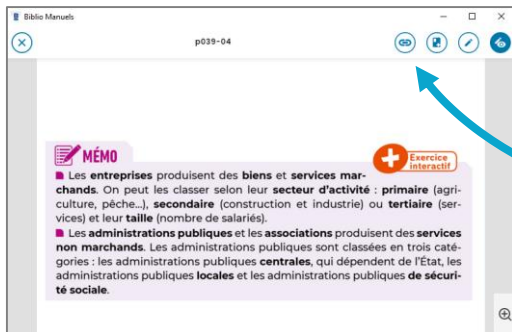 Biblio Manuels
p039-04
MÉMO
Exercice
interactif
Les entreprises produisent des biens et services mar-
chands. On peut les classer selon leur secteur d'activité : primaire (agri-
culture, pêche...), secondaire (construction et industrie) ou tertiaire (ser-
vices) et leur taille (nombre de salariés).
Les administrations publiques et les associations produisent des services
non marchands. Les administrations publiques sont classées en trois caté-
gories : les administrations publiques centrales, qui dépendent de l'État, les
administrations publiques locales et les administrations publiques de sécuri-
té sociale.